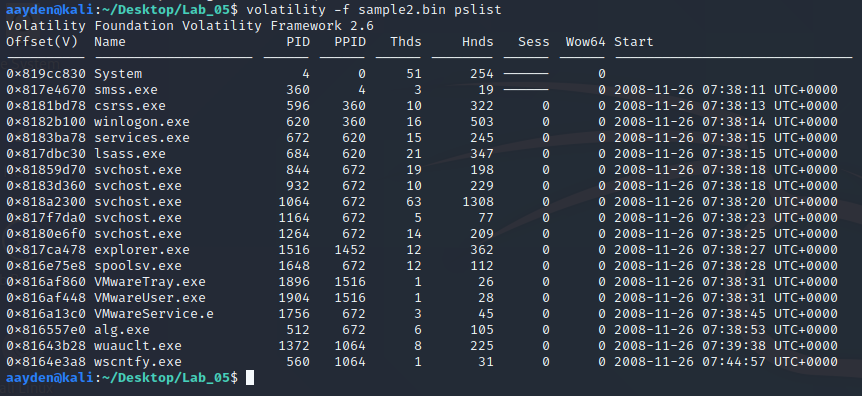 aayden@kali:~/Desktop/Lab_05$ volatility -f sample2.bin pslist
Volatility Foundation Volatility Framework 2.6
Offset(V)  Name                    PID   PPID   Thds     Hnds   Sess  Wow64 Start
---------- -------------------- ------ ------ ------ -------- ------ ------ ------------------------------
0×819cc830 System                    4      0     51      254 ------      0
0×817e4670 smss.exe                360      4      3       19 ------      0 2008-11-26 07:38:11 UTC+0000
0×8181bd78 csrss.exe               596    360     10      322      0      0 2008-11-26 07:38:13 UTC+0000
0×8182b100 winlogon.exe            620    360     16      503      0      0 2008-11-26 07:38:14 UTC+0000
0×8183ba78 services.exe            672    620     15      245      0      0 2008-11-26 07:38:15 UTC+0000
0×817dbc30 lsass.exe               684    620     21      347      0      0 2008-11-26 07:38:15 UTC+0000
0×81859d70 svchost.exe             844    672     19      198      0      0 2008-11-26 07:38:18 UTC+0000
0×8183d360 svchost.exe             932    672     10      229      0      0 2008-11-26 07:38:18 UTC+0000
0×818a2300 svchost.exe            1064    672     63     1308      0      0 2008-11-26 07:38:20 UTC+0000
0×817f7da0 svchost.exe            1164    672      5       77      0      0 2008-11-26 07:38:23 UTC+0000
0×8180e6f0 svchost.exe            1264    672     14      209      0      0 2008-11-26 07:38:25 UTC+0000
0×817ca478 explorer.exe           1516   1452     12      362      0      0 2008-11-26 07:38:27 UTC+0000
0×816e75e8 spoolsv.exe            1648    672     12      112      0      0 2008-11-26 07:38:28 UTC+0000
0×816af860 VMwareTray.exe         1896   1516      1       26      0      0 2008-11-26 07:38:31 UTC+0000
0×816af448 VMwareUser.exe         1904   1516      1       28      0      0 2008-11-26 07:38:31 UTC+0000
0×816a13c0 VMwareService.e        1756    672      3       45      0      0 2008-11-26 07:38:45 UTC+0000
0×816557e0 alg.exe                 512    672      6      105      0      0 2008-11-26 07:38:53 UTC+0000
0×81643b28 wuauclt.exe            1372   1064      8      225      0      0 2008-11-26 07:39:38 UTC+0000
0×8164e3a8 wscntfy.exe             560   1064      1       31      0      0 2008-11-26 07:44:57 UTC+0000
aayden@kali:~/Desktop/Lab_05$